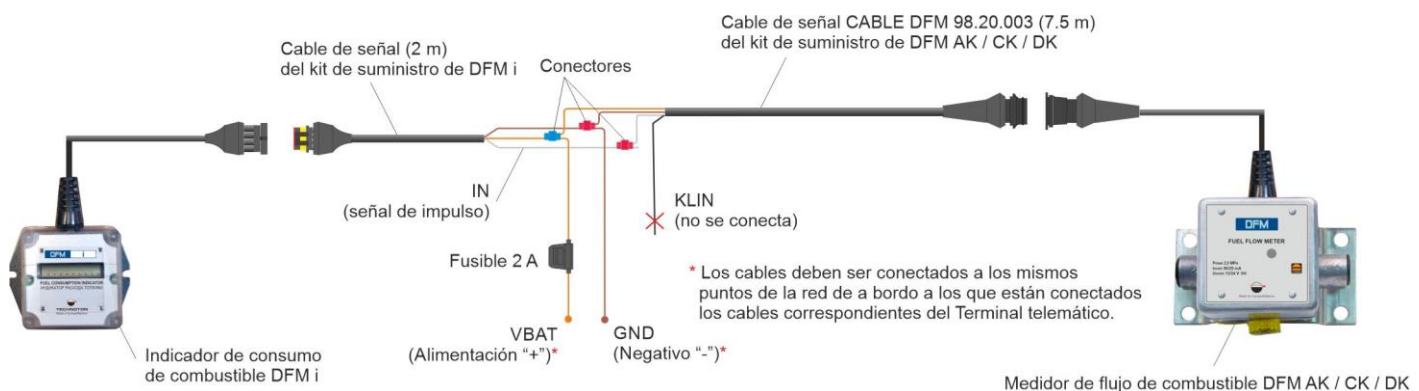 Cable de señal CABLE DFM 98.20.003 (7.5 m)
del kit de suministro de DFM AK / CK / DK
Cable de señal (2 m)
del kit de suministro de DFM i
Conectores
IN
(señal de impulso)
KLIN
(no se conecta)
Fusible 2 A
* Los cables deben ser conectados a los mismos
puntos de la red de a bordo a los que están conectados
los cables correspondientes del Terminal telemático.
VBAT
(Alimentación “+”)*
GND
(Negativo “-”)*
DFM i
FUEL CONSUMPTION INDICATOR
ИНДИКАТОР РАСХОДА ТОПЛИВА
TECHNOTON
Indicador de consumo
de combustible DFM i
DFM
FUEL FLOW METER
Medidor de flujo de combustible DFM AK / CK / DK